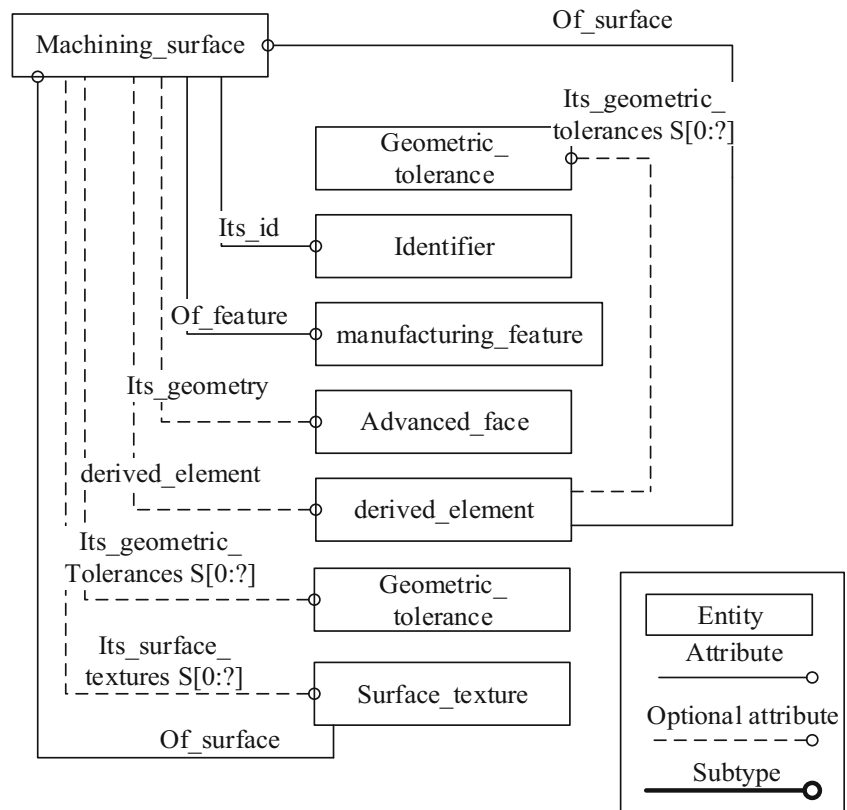 Machining_surface
Of_surface
Its_geometric_
tolerances S[0:?]
Geometric_
tolerance
Its_id
Identifier
Of_feature
manufacturing_feature
Its_geometry
Advanced_face
derived_element
derived_element
Its_geometric_
Tolerances S[0:?]
Geometric_
tolerance
Its_surface_
textures S[0:?]
Surface_texture
Of_surface
Entity
Attribute
Optional attribute
Subtype